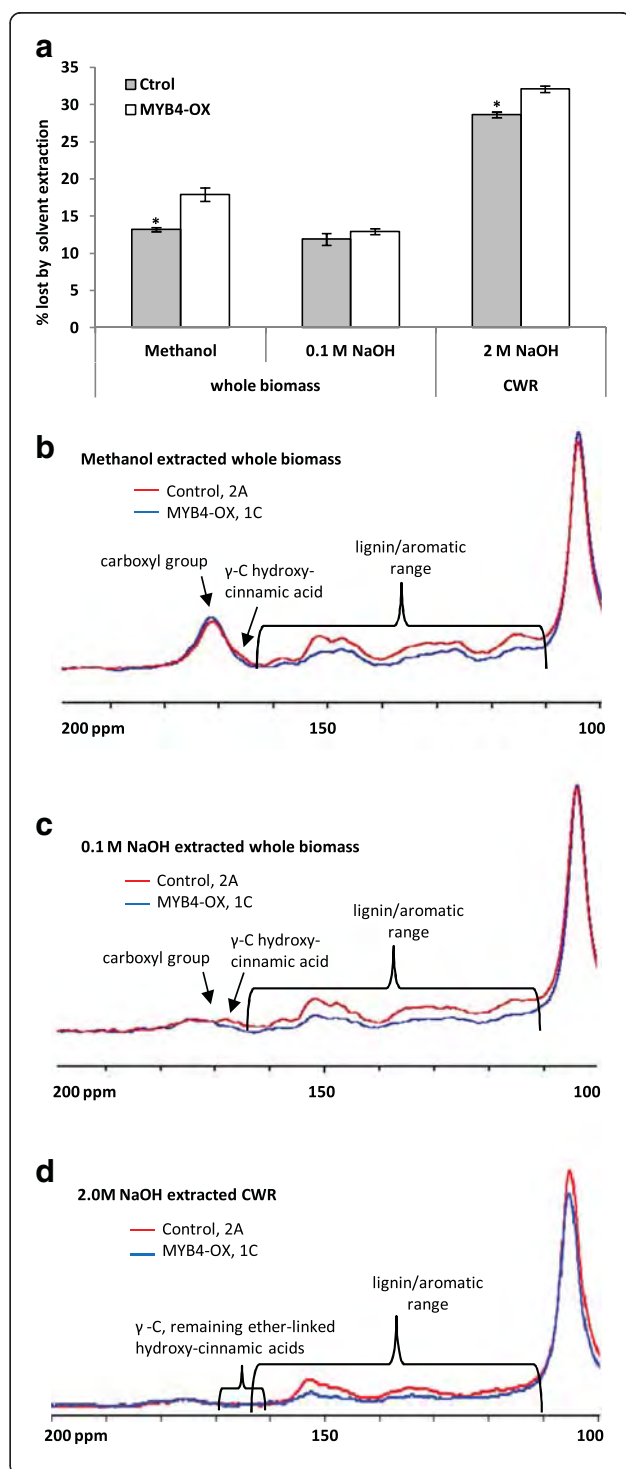 a
35
30
25
20
15
10
5
0
% lost by solvent extraction
Ctrol
MYB4-OX
*
*
Methanol
0.1 M NaOH
2 M NaOH
whole biomass
CWR
b
Methanol extracted whole biomass
Control, 2A
MYB4-OX, 1C
carboxyl group
γ-C hydroxy-
cinnamic acid
lignin/aromatic
range
200 ppm
150
100
c
0.1 M NaOH extracted whole biomass
Control, 2A
MYB4-OX, 1C
carboxyl group
γ-C hydroxy-
cinnamic acid
lignin/aromatic
range
200 ppm
150
100
d
2.0M NaOH extracted CWR
Control, 2A
MYB4-OX, 1C
γ -C, remaining ether-linked
hydroxy-cinnamic acids
lignin/aromatic
range
200 ppm
150
100